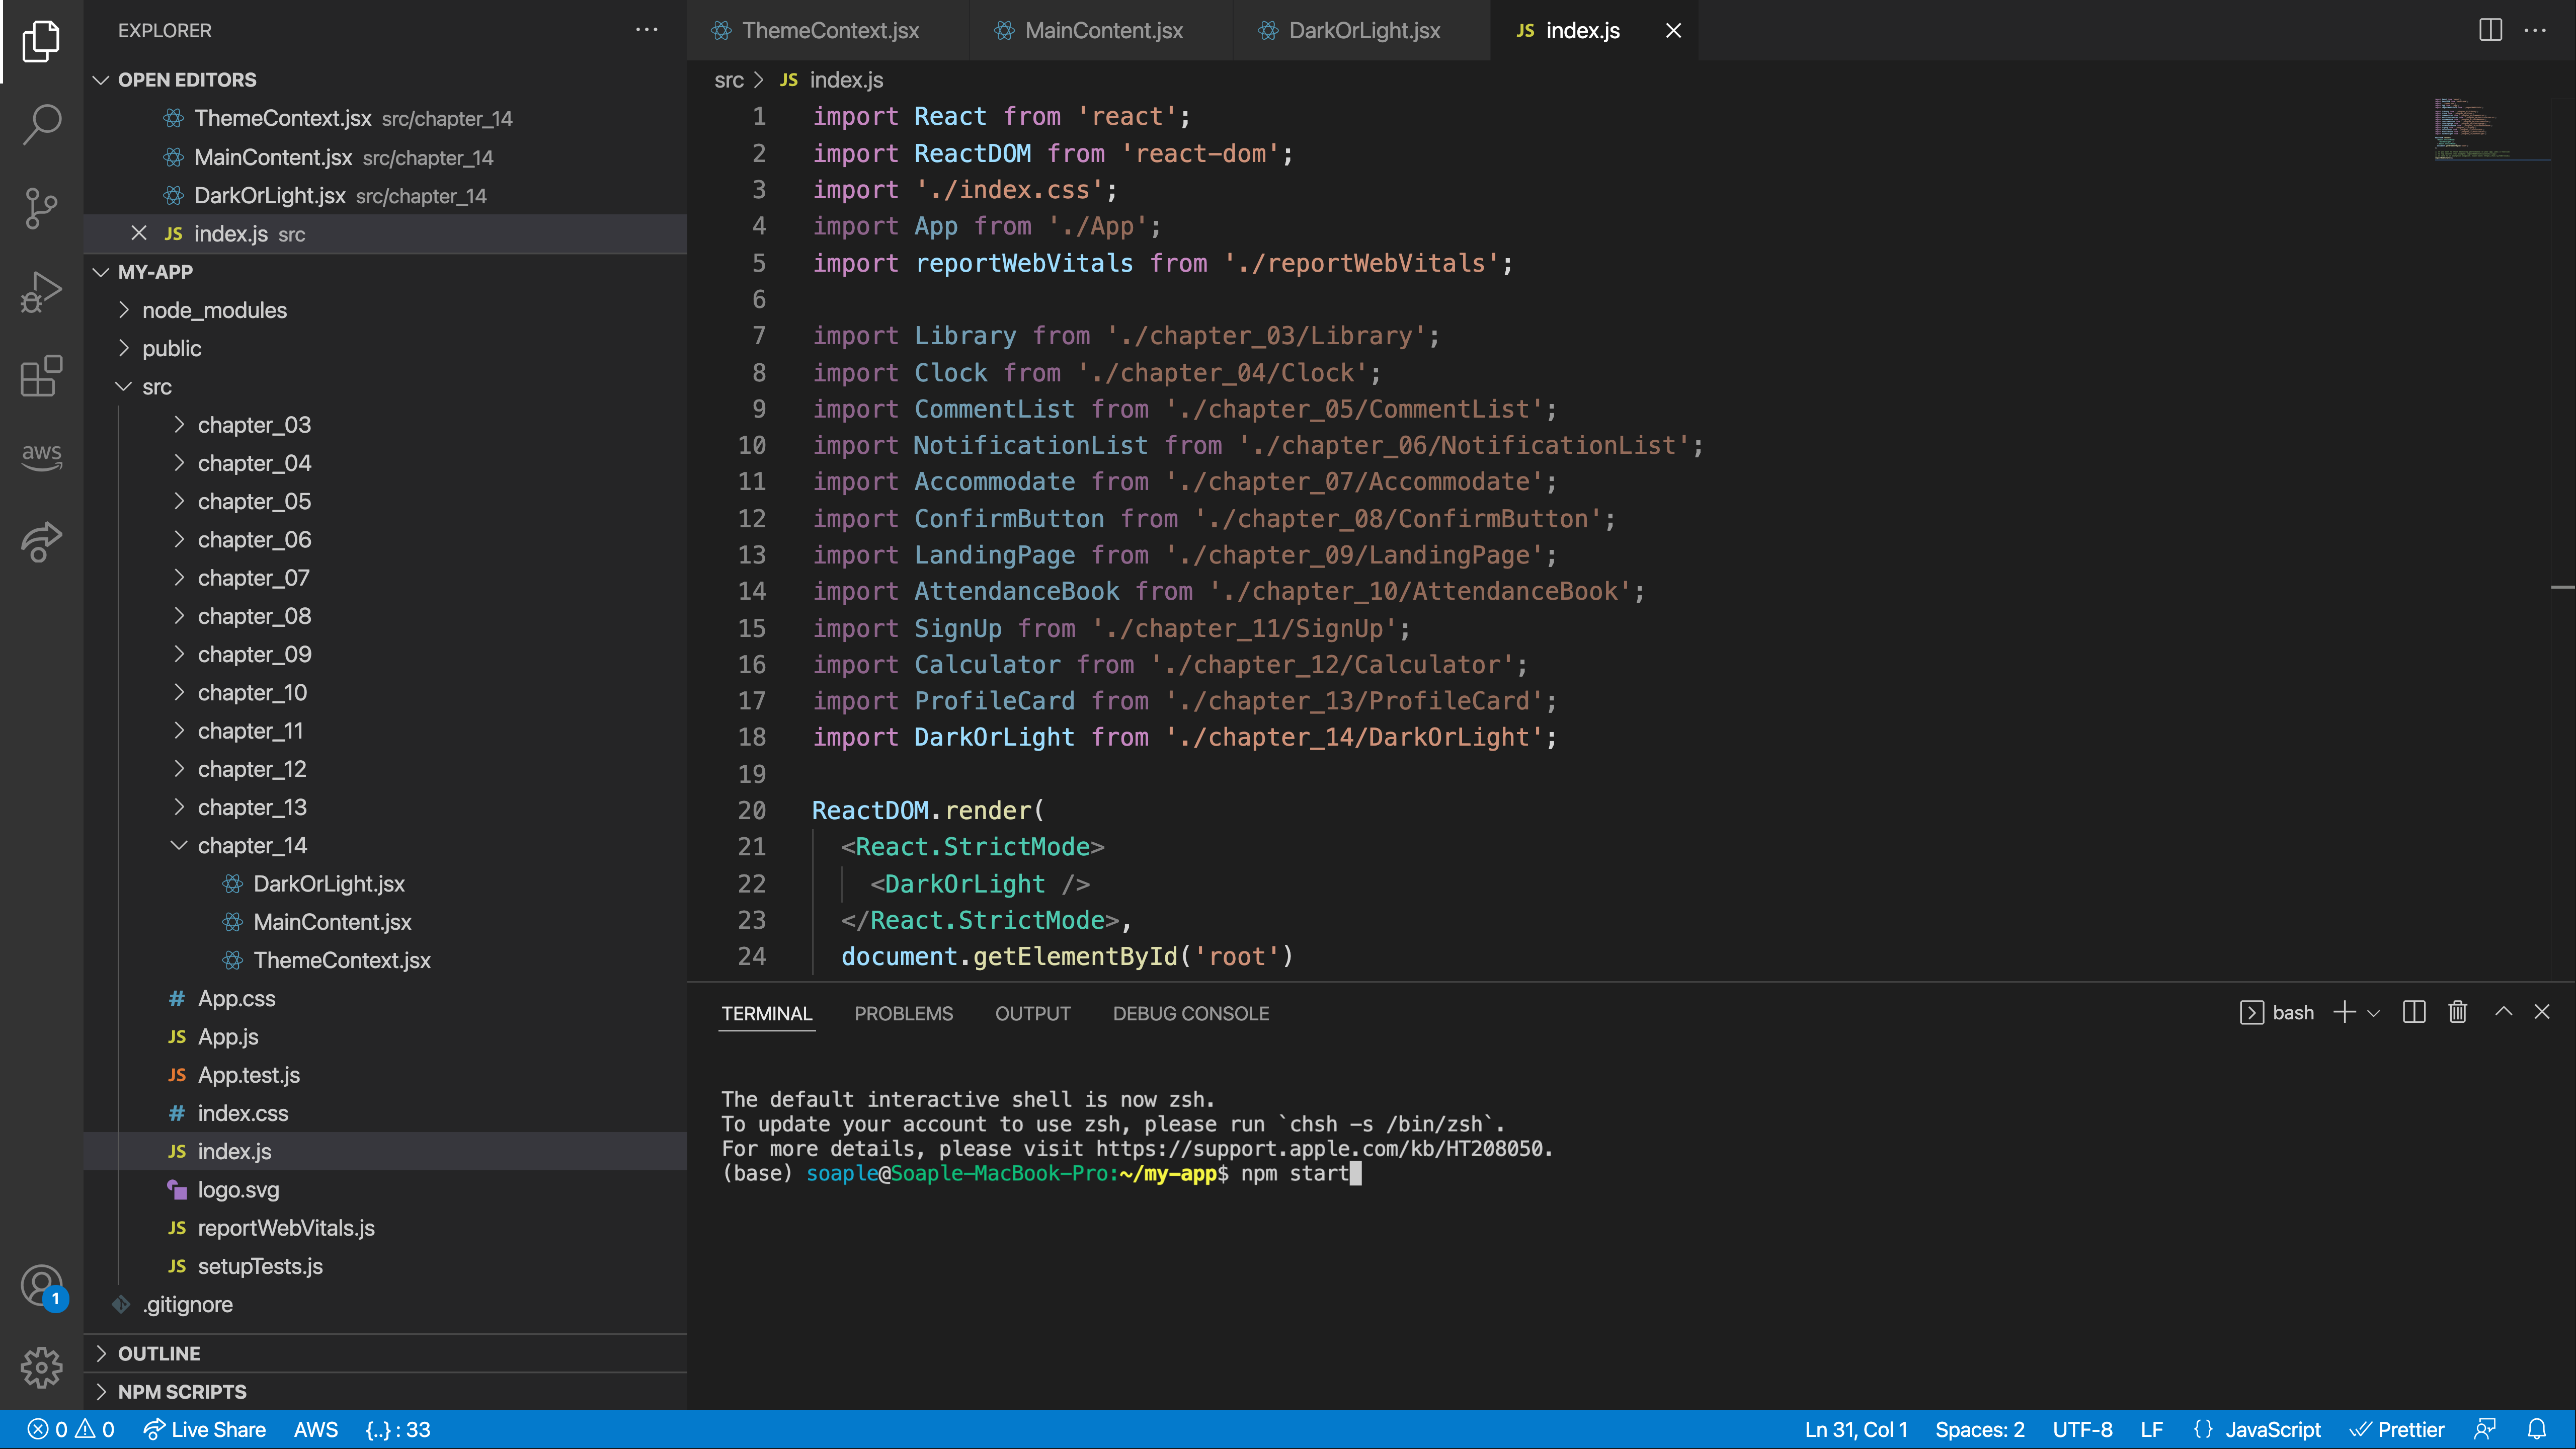 EXPLORER
OPEN EDITORS
ThemeContext.jsx src/chapter_14
MainContent.jsx src/chapter_14
DarkOrLight.jsx src/chapter_14
JS index.js src
MY-APP
node_modules
public
src
chapter_03
chapter_04
chapter_05
chapter_06
chapter_07
chapter_08
chapter_09
chapter_10
chapter_11
chapter_12
chapter_13
chapter_14
DarkOrLight.jsx
MainContent.jsx
ThemeContext.jsx
# App.css
JS App.js
JS App.test.js
# index.css
JS index.js
logo.svg
JS reportWebVitals.js
JS setupTests.js
.gitignore
OUTLINE
NPM SCRIPTS
aws
1
ThemeContext.jsx MainContent.jsx DarkOrLight.jsx JS index.js
src > JS index.js
1 import React from 'react';
2 import ReactDOM from 'react-dom';
3 import './index.css';
4 import App from './App';
5 import reportWebVitals from './reportWebVitals';
6
7 import Library from './chapter_03/Library';
8 import Clock from './chapter_04/Clock';
9 import CommentList from './chapter_05/CommentList';
10 import NotificationList from './chapter_06/NotificationList';
11 import Accommodate from './chapter_07/Accommodate';
12 import ConfirmButton from './chapter_08/ConfirmButton';
13 import LandingPage from './chapter_09/LandingPage';
14 import AttendanceBook from './chapter_10/AttendanceBook';
15 import SignUp from './chapter_11/SignUp';
16 import Calculator from './chapter_12/Calculator';
17 import ProfileCard from './chapter_13/ProfileCard';
18 import DarkOrLight from './chapter_14/DarkOrLight';
19
20 ReactDOM.render(
21 <React.StrictMode>
22 <DarkOrLight />
23 </React.StrictMode>,
24 document.getElementById('root')
TERMINAL PROBLEMS OUTPUT DEBUG CONSOLE bash
The default interactive shell is now zsh.
To update your account to use zsh, please run `chsh -s /bin/zsh`.
For more details, please visit https://support.apple.com/kb/HT208050.
(base) soaple@Soaple-MacBook-Pro:~/my-app$ npm start
0 0 Live Share AWS {..} : 33 Ln 31, Col 1 Spaces: 2 UTF-8 LF {} JavaScript Prettier